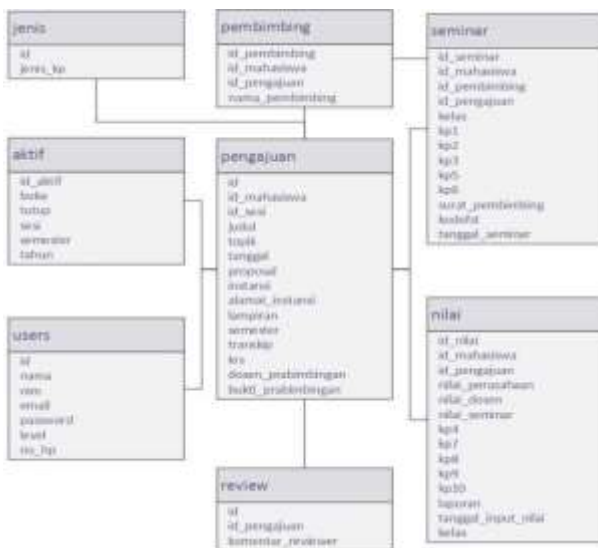 jenis
id
jenis_kp
pembimbing
id_pembimbing
id_mahasiswa
id_pengajuan
nama_pembimbing
seminar
id_seminar
id_mahasiswa
id_pembimbing
id_pengajuan
kelas
kp1
kp2
kp3
kp5
kp6
surat_pembimbing
kodefst
tanggal_seminar
aktif
id_aktif
buka
tutup
sesi
semester
tahun
pengajuan
id
id_mahasiswa
id_sesi
judul
topik
tanggal
proposal
instansi
alamat_instansi
lampiran
semester
transkip
krs
dosen_prabimbingan
bukti_prabimbingan
users
id
nama
nim
email
password
level
no_hp
nilai
id_nilai
id_mahasiswa
id_pengajuan
nilai_perusahaan
nilai_dosen
nilai_seminar
kp4
kp7
kp8
kp9
kp10
laporan
tanggal_input_nilai
kelas
review
id
id_pengajuan
komentar_reviewer